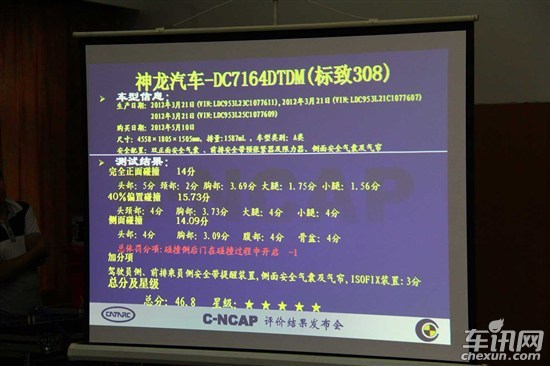 神龙汽车-DC7164DTDM(标致308)
车型信息:
生产日期: 2012年3月21日(VIN:LDC953L23C1077611),2012年3月21日(VIN:LDC953L21C1077607)
2012年3月21日(VIN:LDC953L25C1077609)
购买日期: 2012年5月10日
尺寸: 4558×1805×1505mm, 排量:1587mL, 车型类别: A类
安全配置: 双正面安全气囊、前排安全带预张紧器及限力器、侧面安全气囊及气帘
测试结果:
完全正面碰撞 14分
头部: 5分 颈部: 2分 胸部: 3.69分 大腿: 1.75分 小腿: 1.56分
40%偏置碰撞 15.73分
头颈部: 4分 胸部: 3.73分 大腿: 4分 小腿: 4分
侧面碰撞 14.09分
头部: 4分 胸部: 3.09分 腹部: 4分 骨盆: 4分
总体罚分项: 碰撞侧后门在碰撞过程中开启 -1
加分项
驾驶员侧、前排乘员侧安全带提醒装置, 侧面安全气囊及气帘, ISOFIX装置: 3分
总分及星级
总分: 46.8 星级: ★★★★★
C-NCAP
CATARC
C-NCAP 评价结果发布会
车讯网
chexun.com